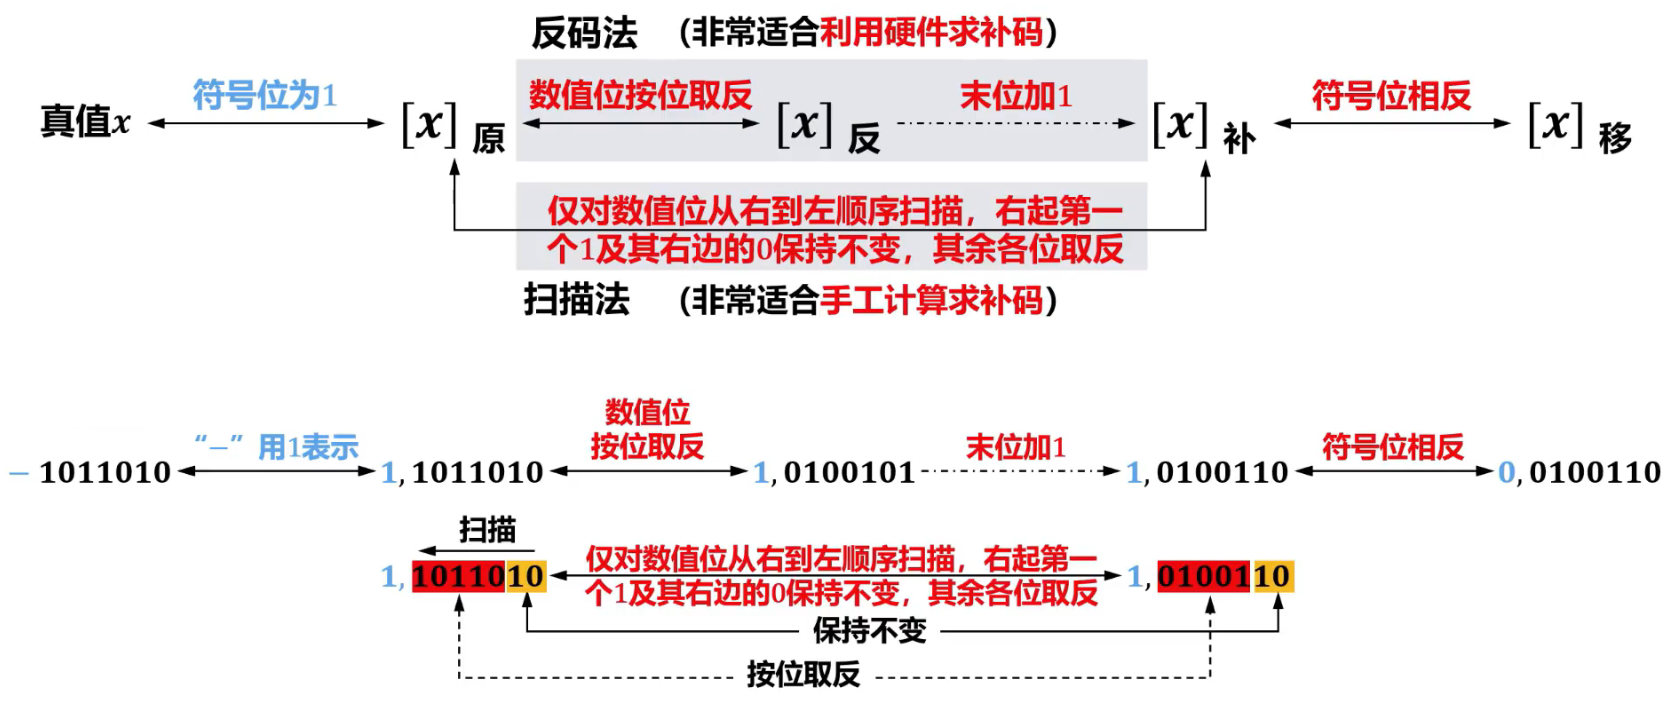 反码法 (非常适合利用硬件求补码)
真值x 符号位为1 [x]原 数值位按位取反 [x]反 末位加1 [x]补 符号位相反 [x]移
仅对数值位从右到左顺序扫描，右起第一
个1及其右边的0保持不变，其余各位取反
扫描法 (非常适合手工计算求补码)
数值位
按位取反
− 1011010 “−” 用1表示 1, 1011010 1, 0100101 末位加1 1, 0100110 符号位相反 0, 0100110
扫描
1, 1011010 仅对数值位从右到左顺序扫描，右起第一 1, 0100110
个1及其右边的0保持不变，其余各位取反
保持不变
按位取反